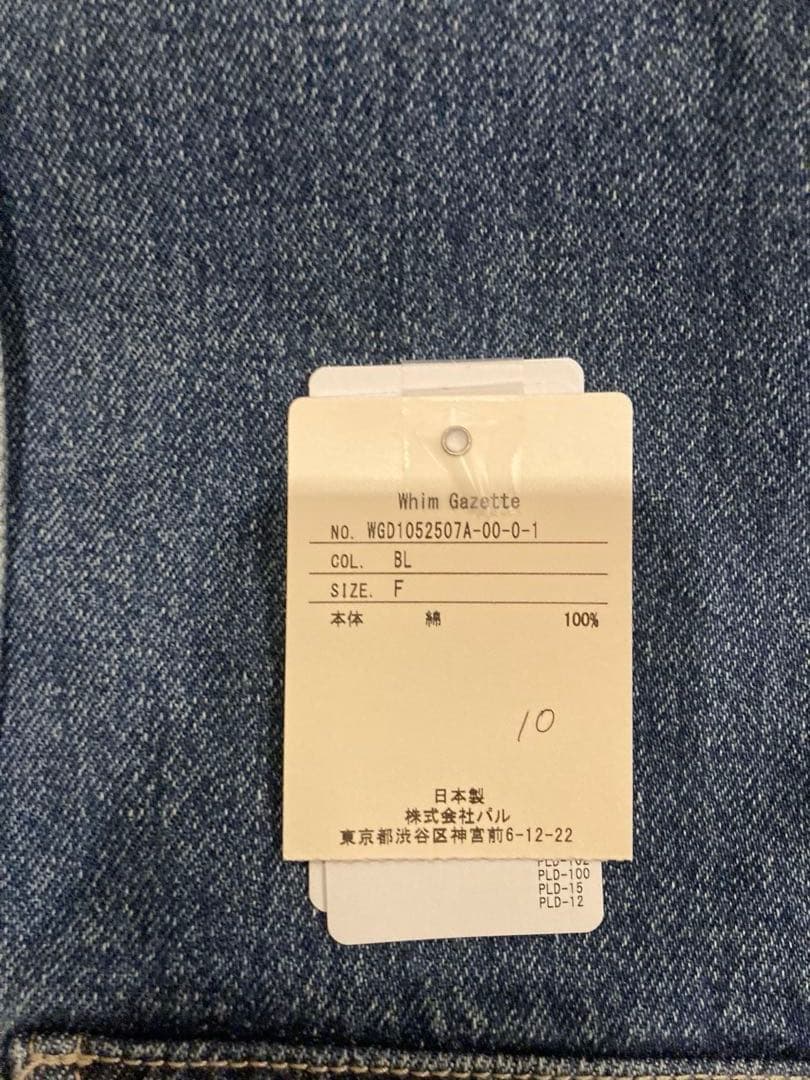 Whim Gazette
NO. WGD1052507A-00-0-1
COL. BL
SIZE. F
本体 綿 100%
10
日本製
株式会社パル
東京都渋谷区神宮前6-12-22
PLD-102
PLD-100
PLD-15
PLD-12